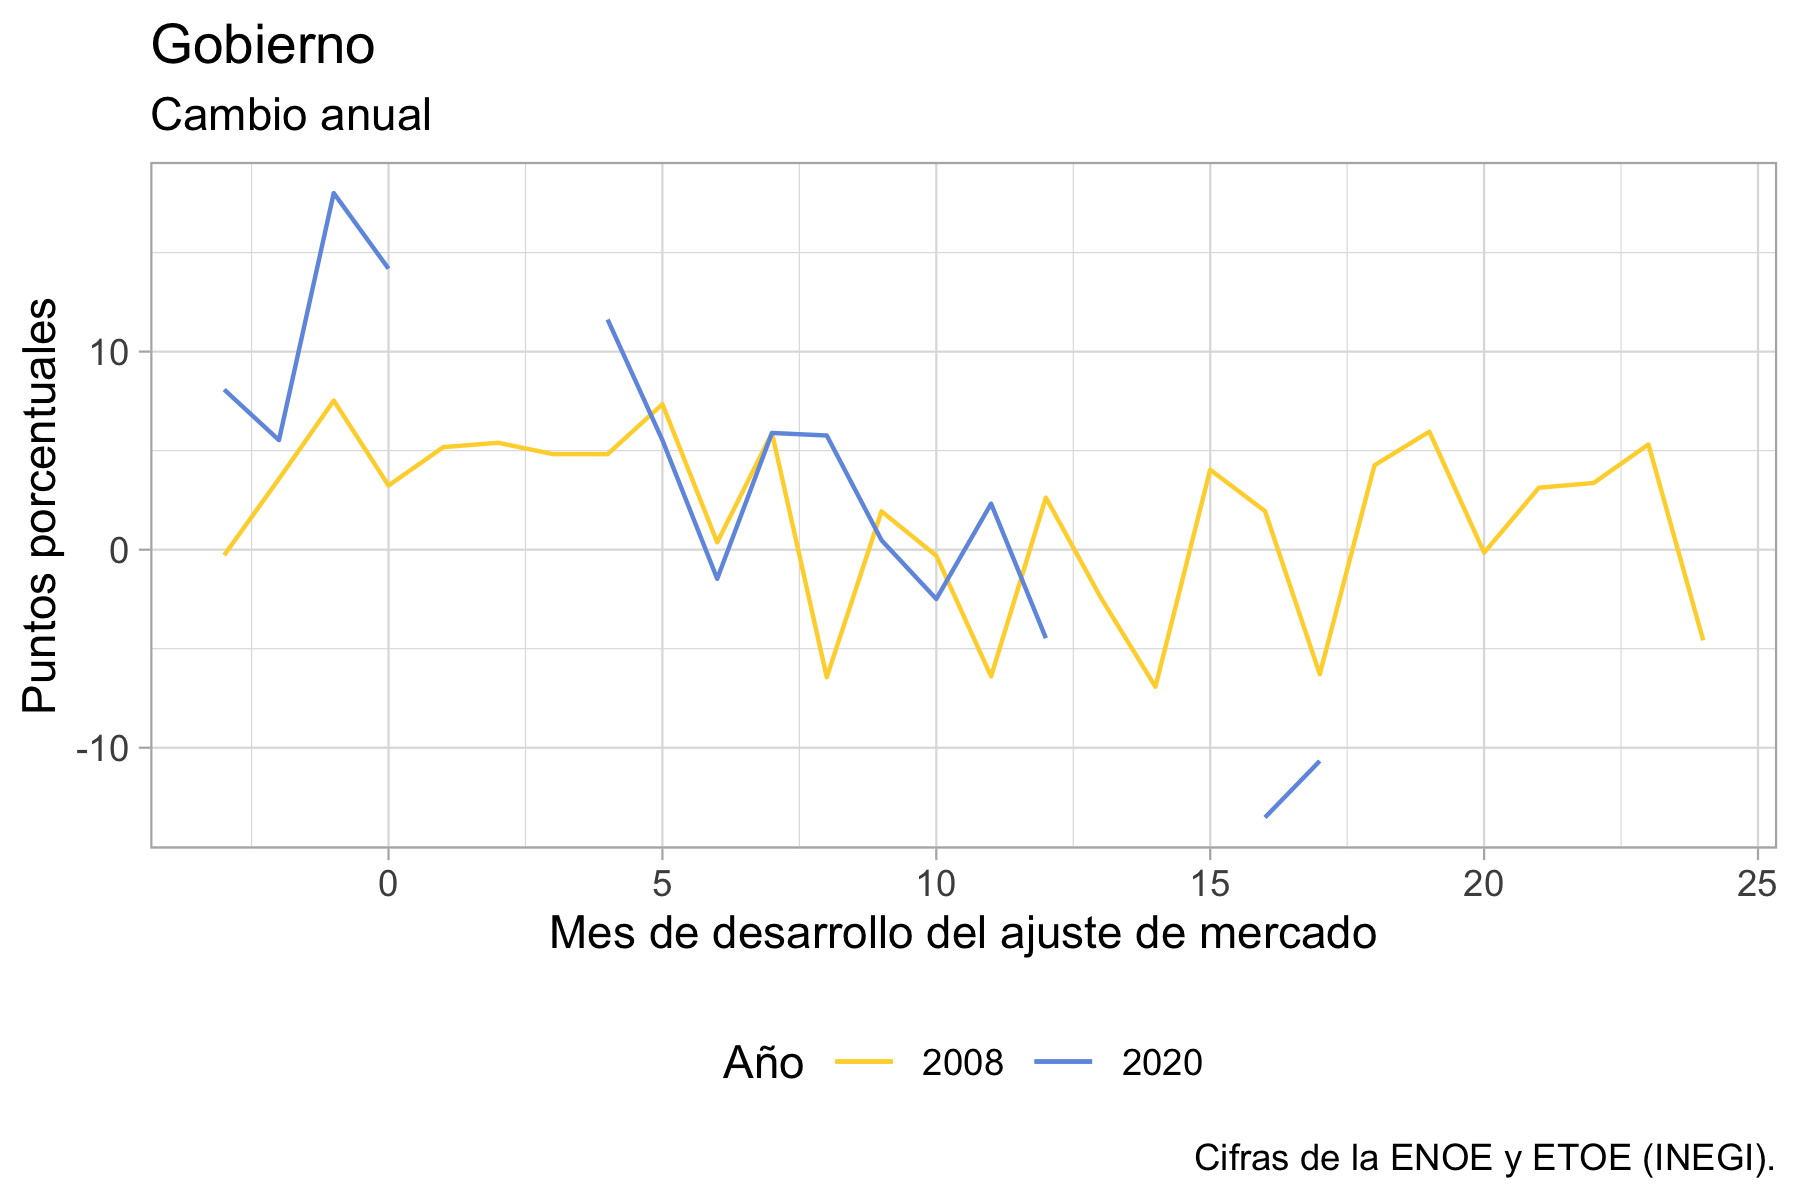 Gobierno
Cambio anual
Puntos porcentuales
10
0
-10
0 5 10 15 20 25
Mes de desarrollo del ajuste de mercado
Año 2008 2020
Cifras de la ENOE y ETOE (INEGI).